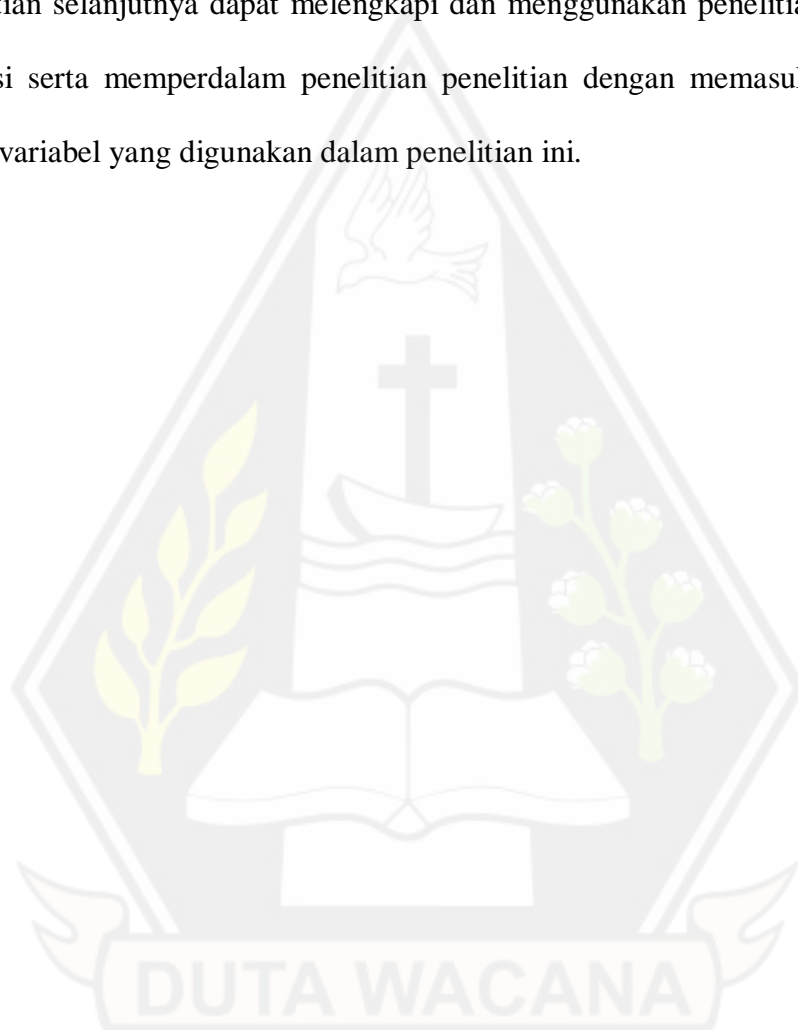 tian selanjutnya dapat melengkapi dan menggunakan penelitia
si serta memperdalam penelitian penelitian dengan memasul
variabel yang digunakan dalam penelitian ini.
DUTA WACANA